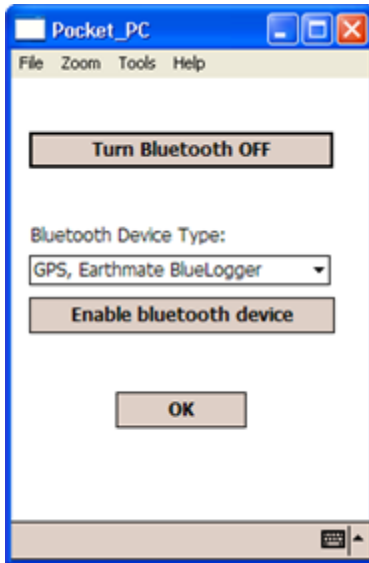 Pocket_PC
File Zoom Tools Help
Turn Bluetooth OFF
Bluetooth Device Type:
GPS, Earthmate BlueLogger
Enable bluetooth device
OK